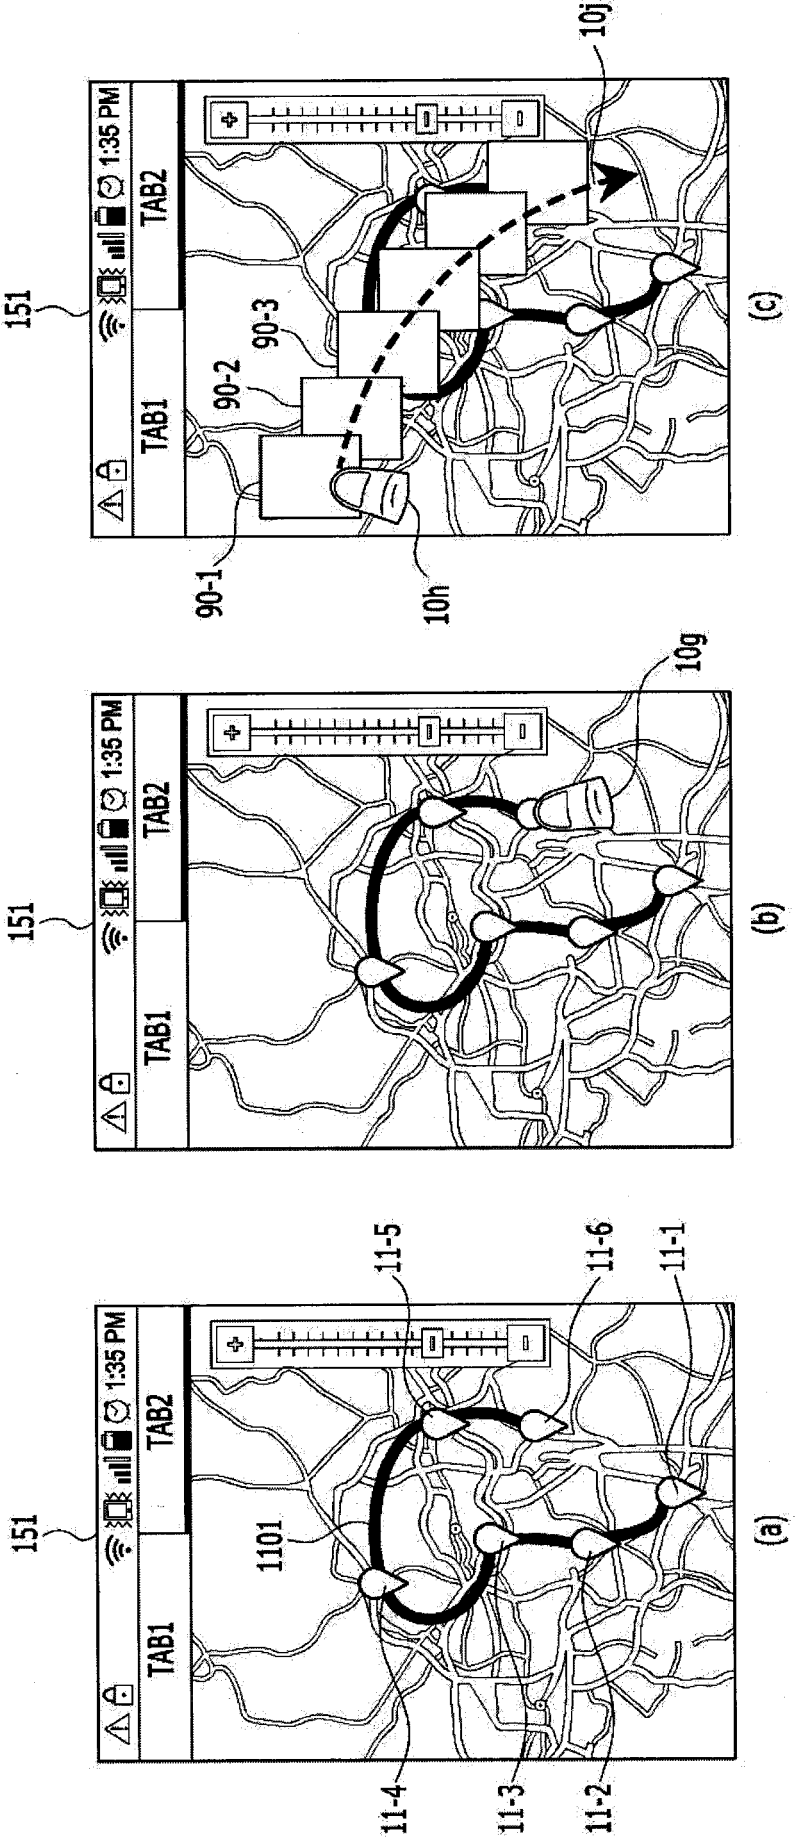 151
1:35 PM
TAB1 TAB2
1101
11-4
11-5
11-3
11-2
11-6
11-1
(a)
151
1:35 PM
TAB1 TAB2
10g
(b)
151
1:35 PM
TAB1 TAB2
90-1
90-2
90-3
10h
10j
(c)